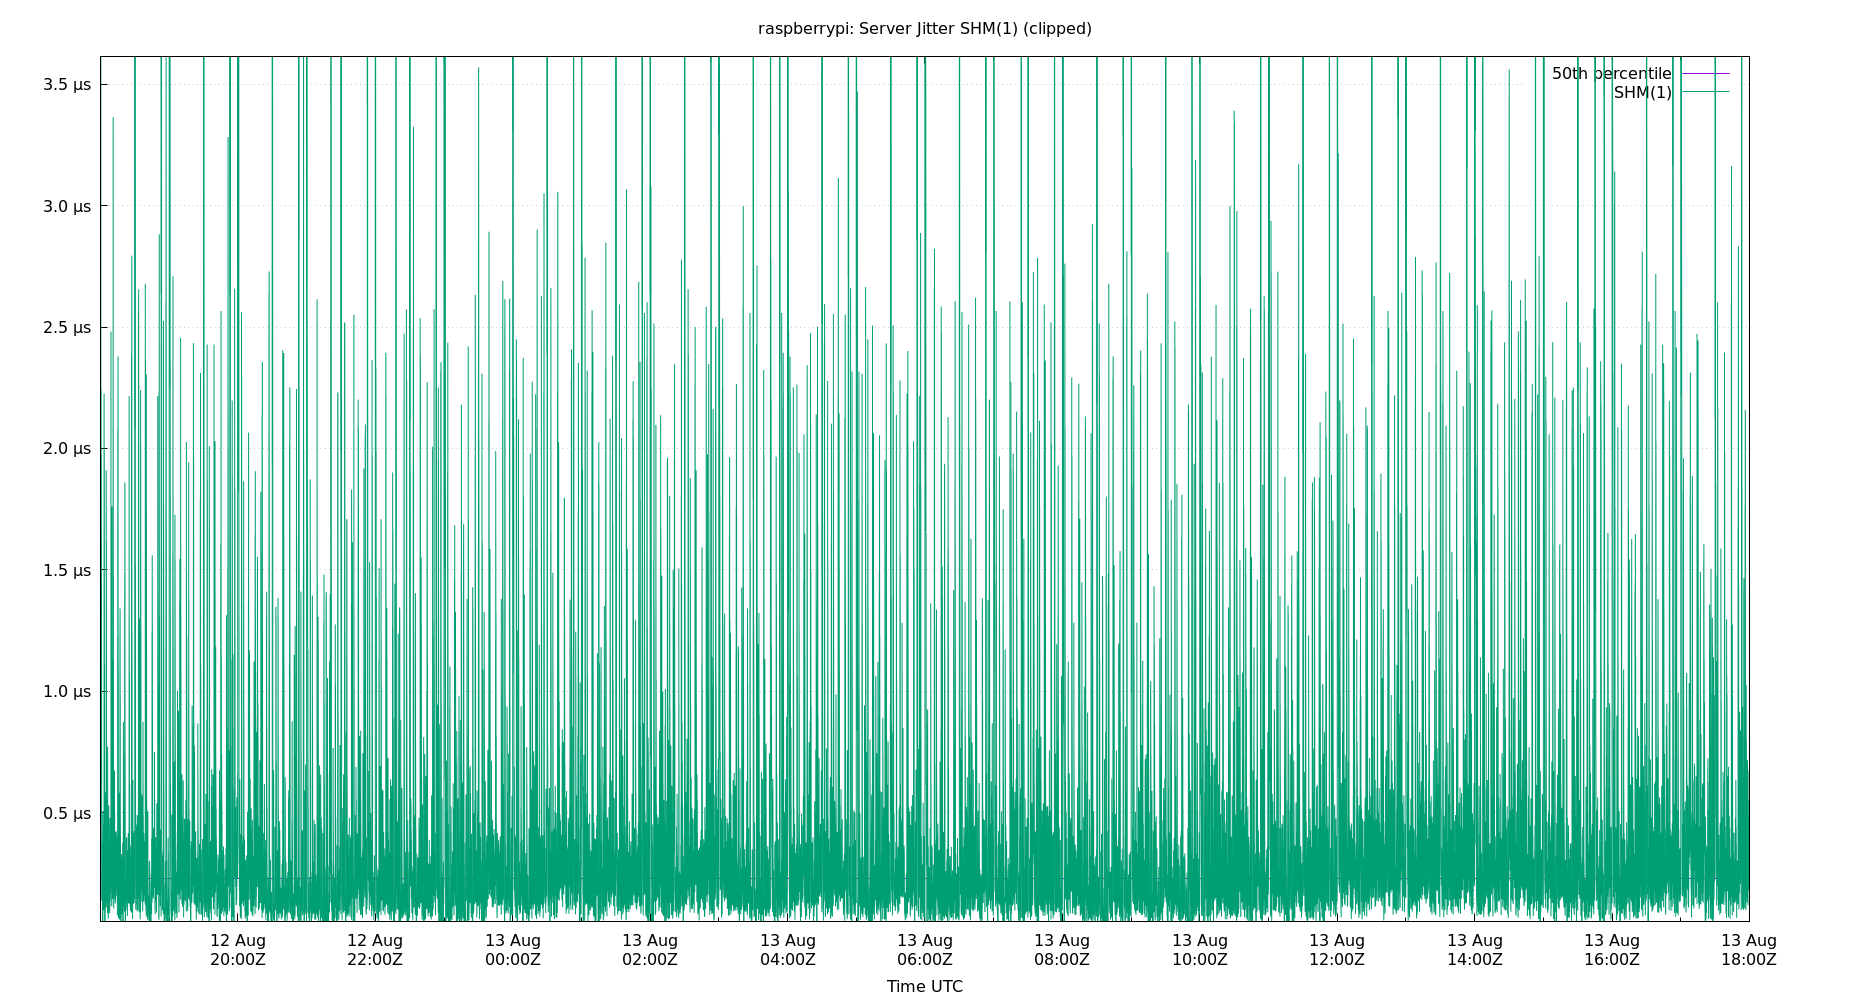 raspberrypi: Server Jitter SHM(1) (clipped)
50th percentile
SHM(1)
3.5 µs
3.0 µs
2.5 µs
2.0 µs
1.5 µs
1.0 µs
0.5 µs
12 Aug 12 Aug 13 Aug 13 Aug 13 Aug 13 Aug 13 Aug 13 Aug 13 Aug 13 Aug 13 Aug 13 Aug
20:00Z 22:00Z 00:00Z 02:00Z 04:00Z 06:00Z 08:00Z 10:00Z 12:00Z 14:00Z 16:00Z 18:00Z
Time UTC